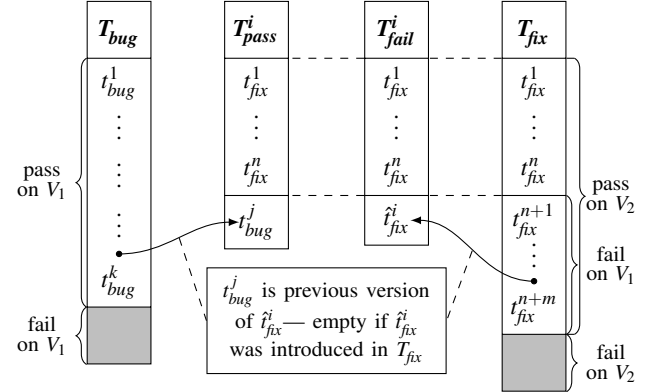 T_bug T^i_pass T^i_fail T_fix
t^1_bug t^1_fix t^1_fix t^1_fix
⋮ ⋮ ⋮ ⋮
t^n_fix t^n_fix t^n_fix
pass
on V_1
pass
on V_2
⋮
⋮
t^j_bug t̂^i_fix t^{n+1}_fix
⋮
fail
on V_1
t^k_bug
t^{n+m}_fix
t^j_bug is previous version
of t̂^i_fix— empty if t̂^i_fix
was introduced in T_fix
fail
on V_1
fail
on V_2